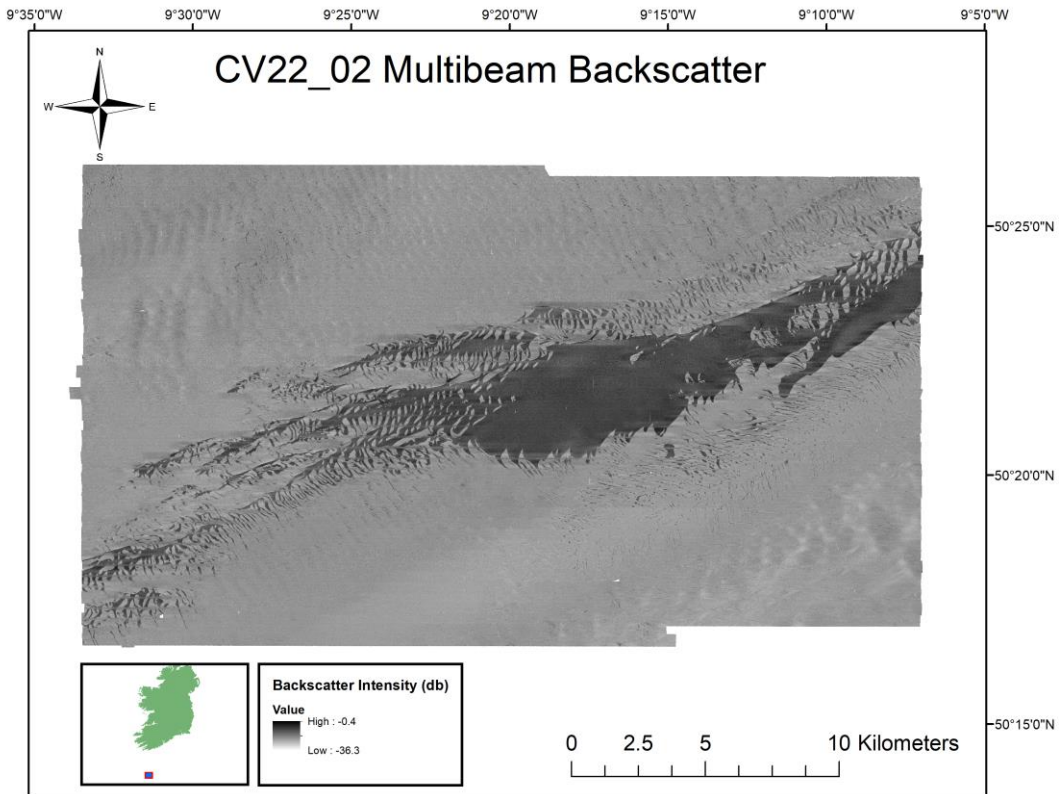 9°35'0"W 9°30'0"W 9°25'0"W 9°20'0"W 9°15'0"W 9°10'0"W 9°5'0"W
CV22_02 Multibeam Backscatter
N
W E
S
50°25'0"N
50°20'0"N
50°15'0"N
Backscatter Intensity (db)
Value
High : -0.4
Low : -36.3
0 2.5 5 10 Kilometers